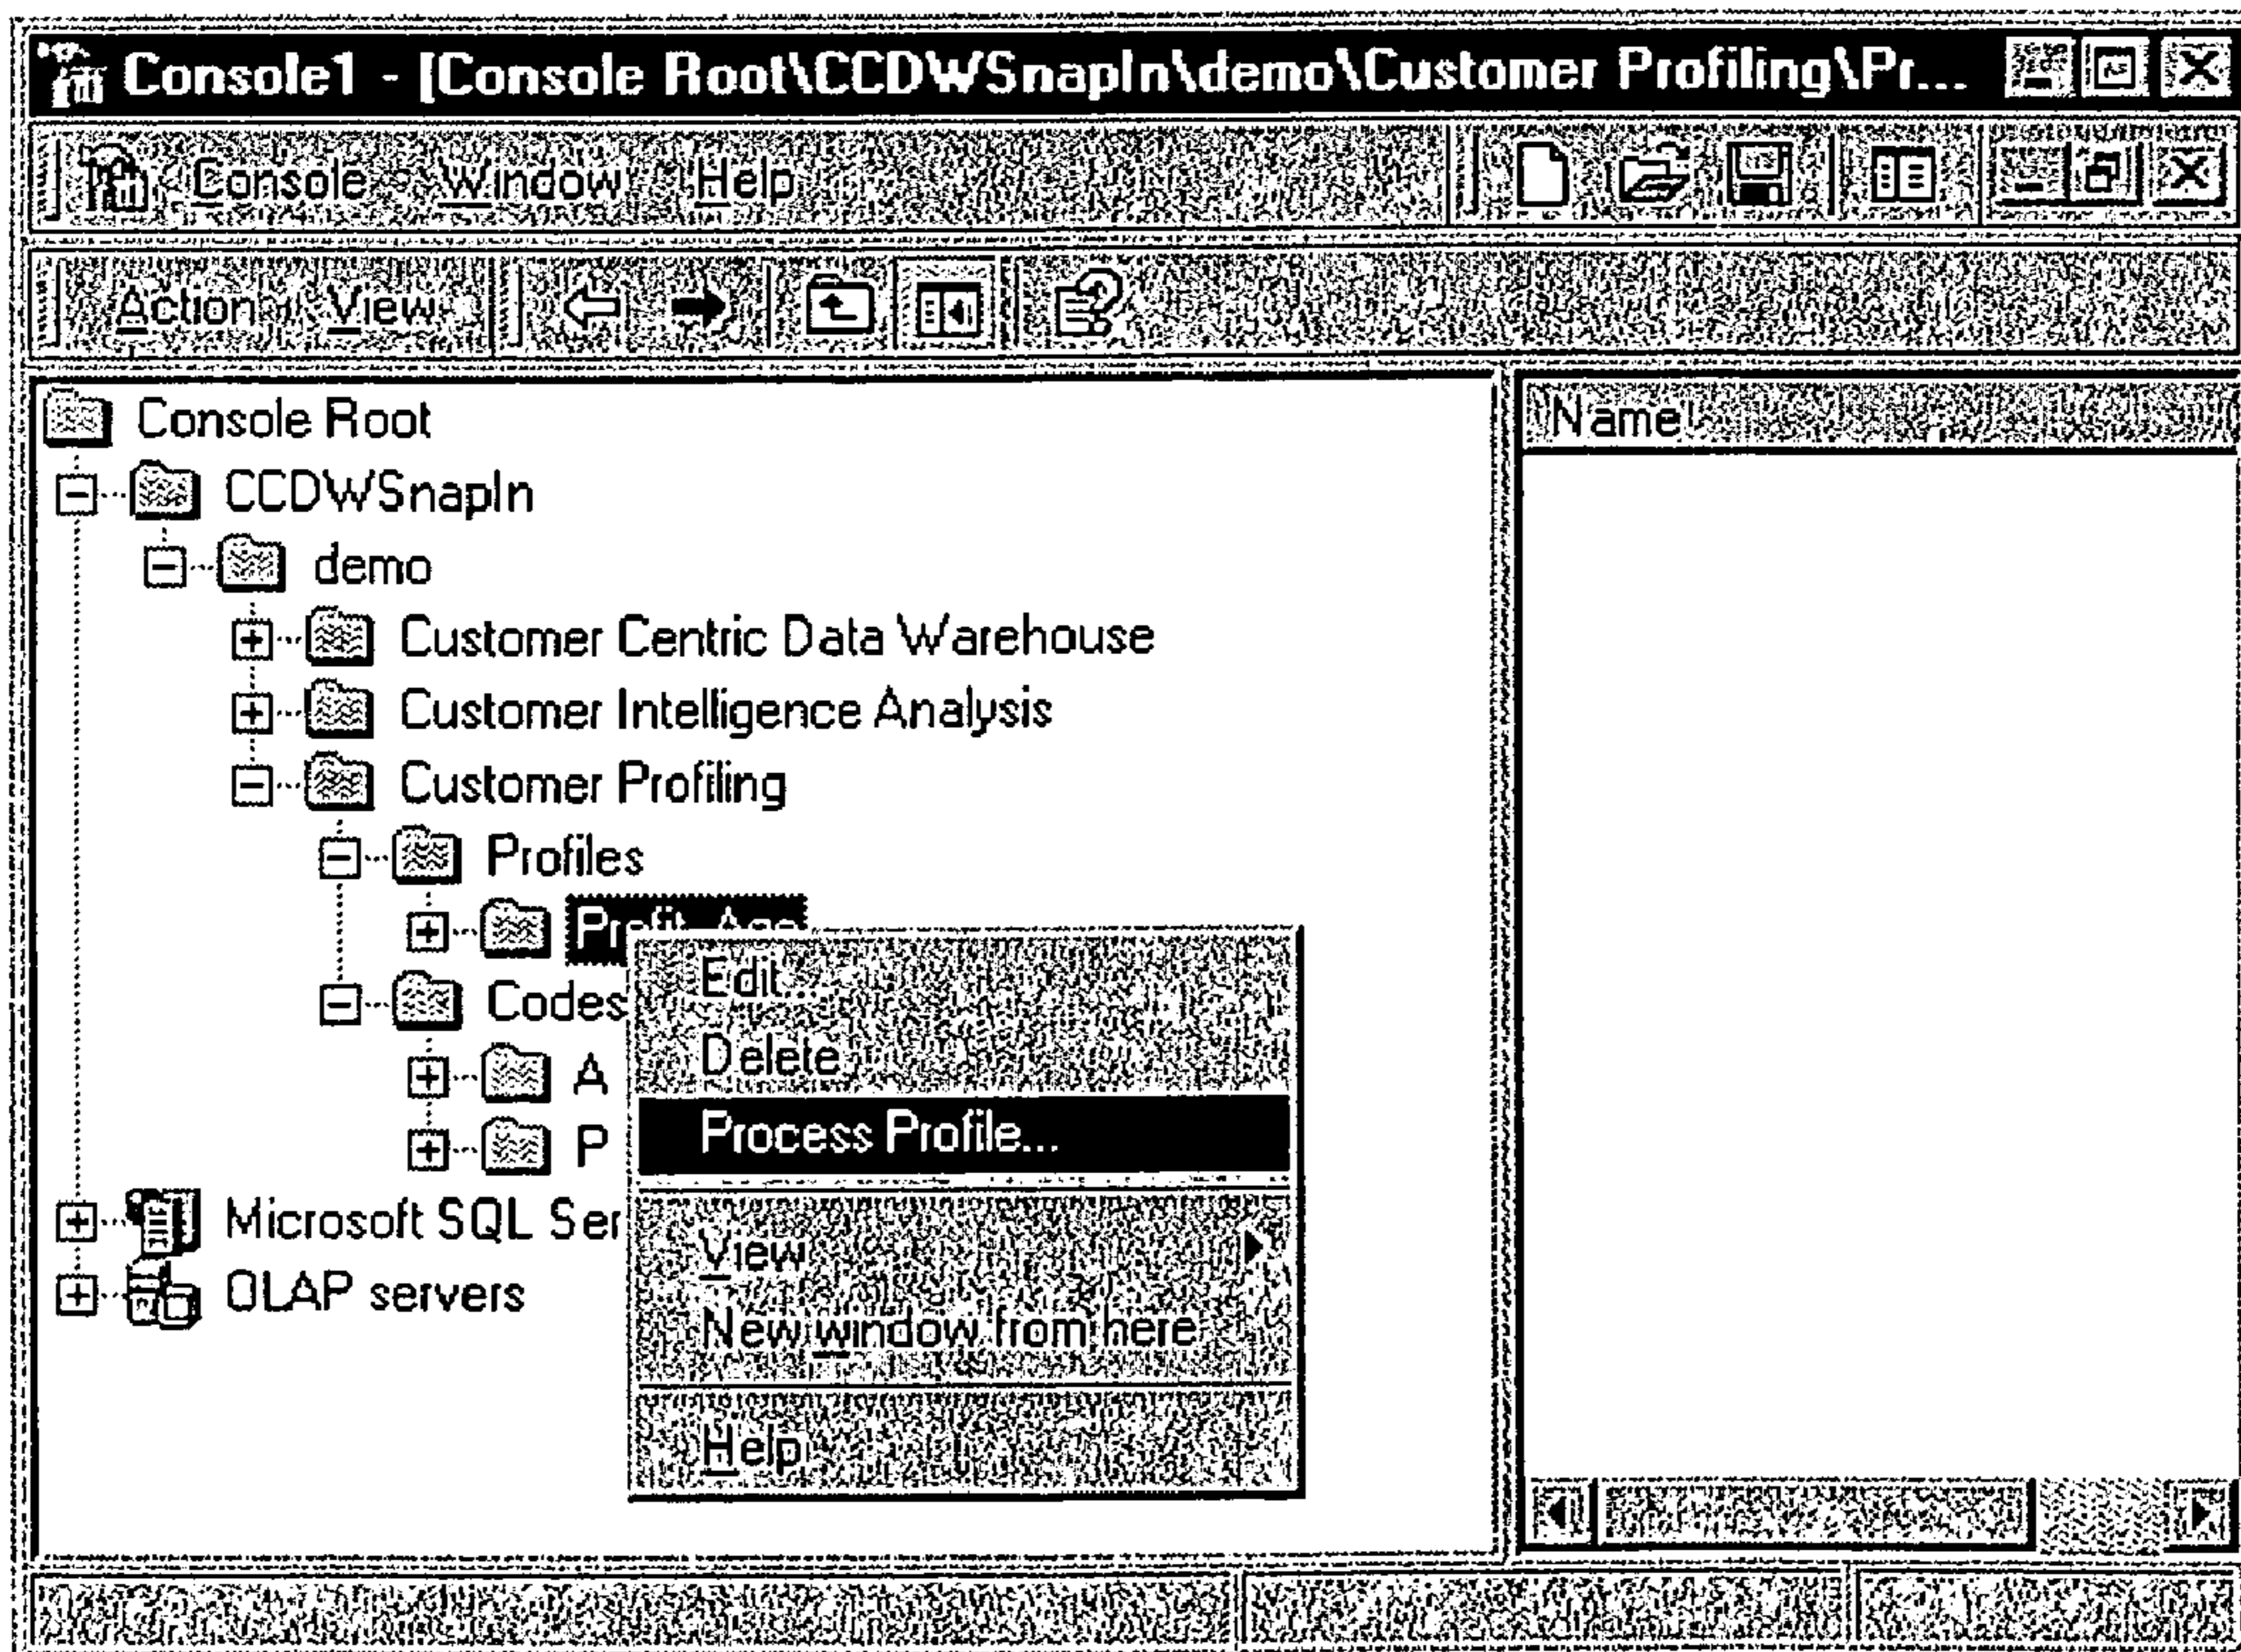 Console1 - [Console Root\CCDWSnapIn\demo\Customer Profiling\Pr...
Console Window Help
Action View
Console Root
Name
CCDWSnapIn
demo
Customer Centric Data Warehouse
Customer Intelligence Analysis
Customer Profiling
Profiles
Profit_Age
Edit...
Codes
Delete
A
Process Profile...
P
Microsoft SQL Ser
View
OLAP servers
New window from here
Help